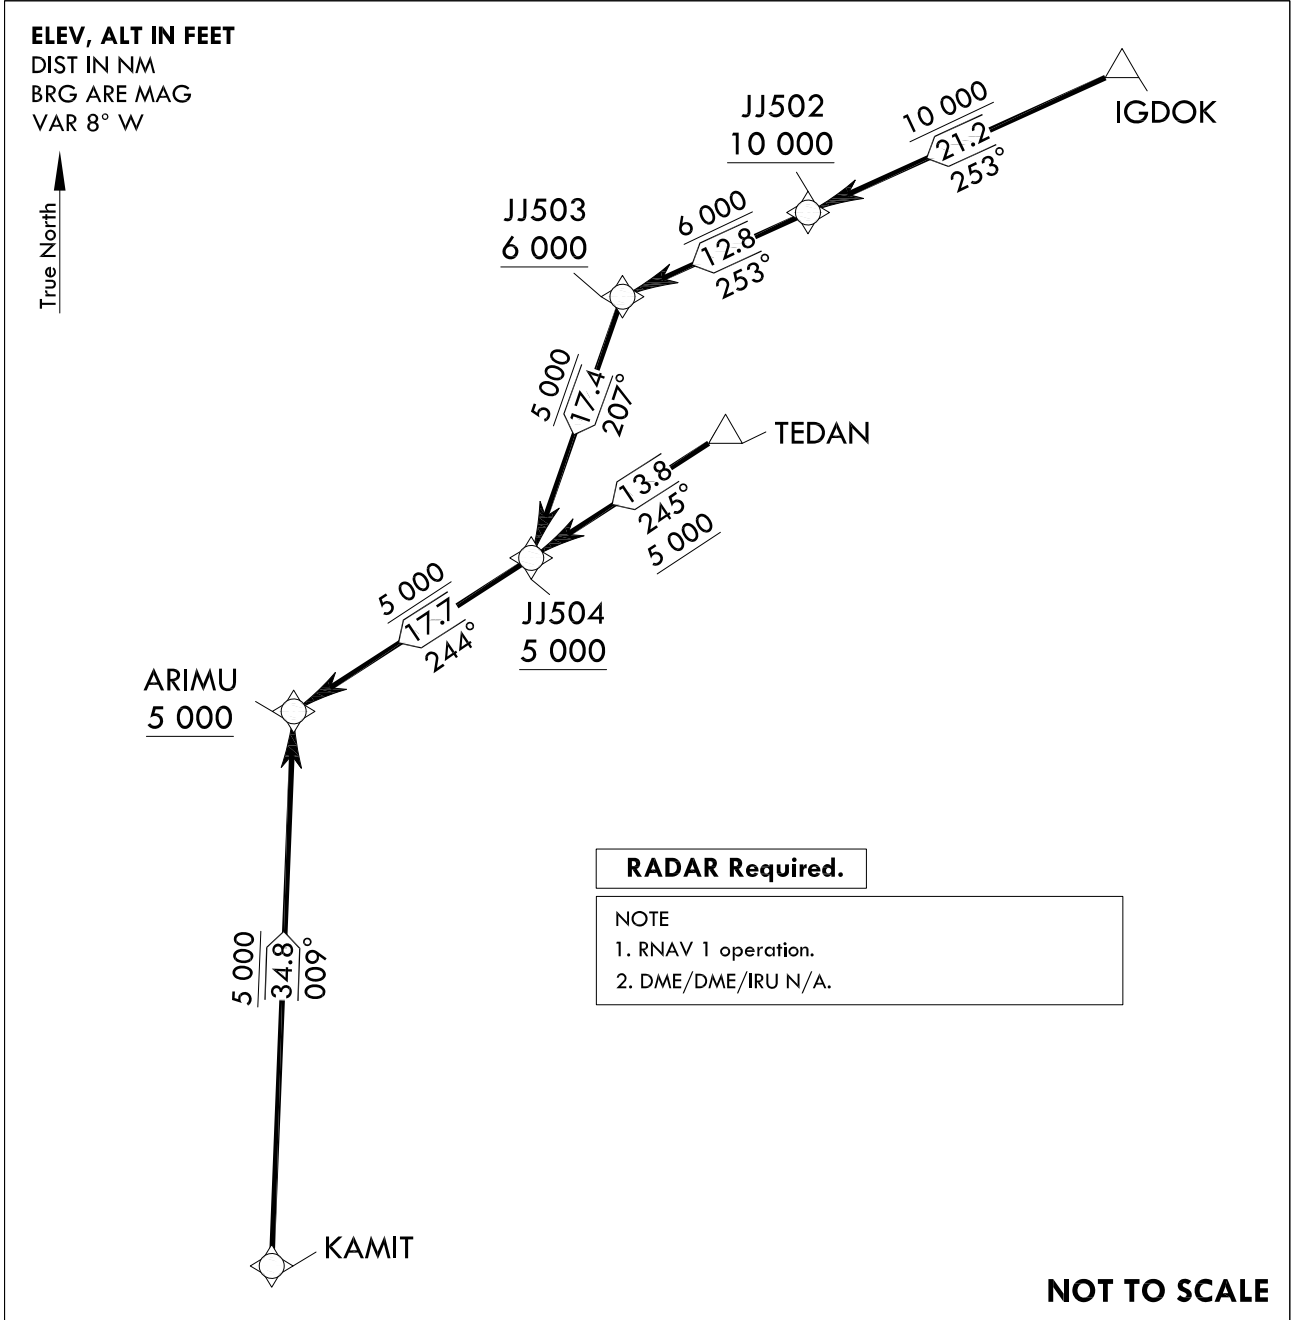 ELEV, ALT IN FEET
DIST IN NM
BRG ARE MAG
VAR 8° W
True North
IGDOK
10 000
21.2
253°
JJ502
10 000
6 000
12.8
253°
JJ503
6 000
5 000
17.4
207°
TEDAN
13.8
245°
5 000
JJ504
5 000
5 000
17.7
244°
ARIMU
5 000
5 000
34.8
009°
KAMIT
RADAR Required.
NOTE
1. RNAV 1 operation.
2. DME/DME/IRU N/A.
NOT TO SCALE